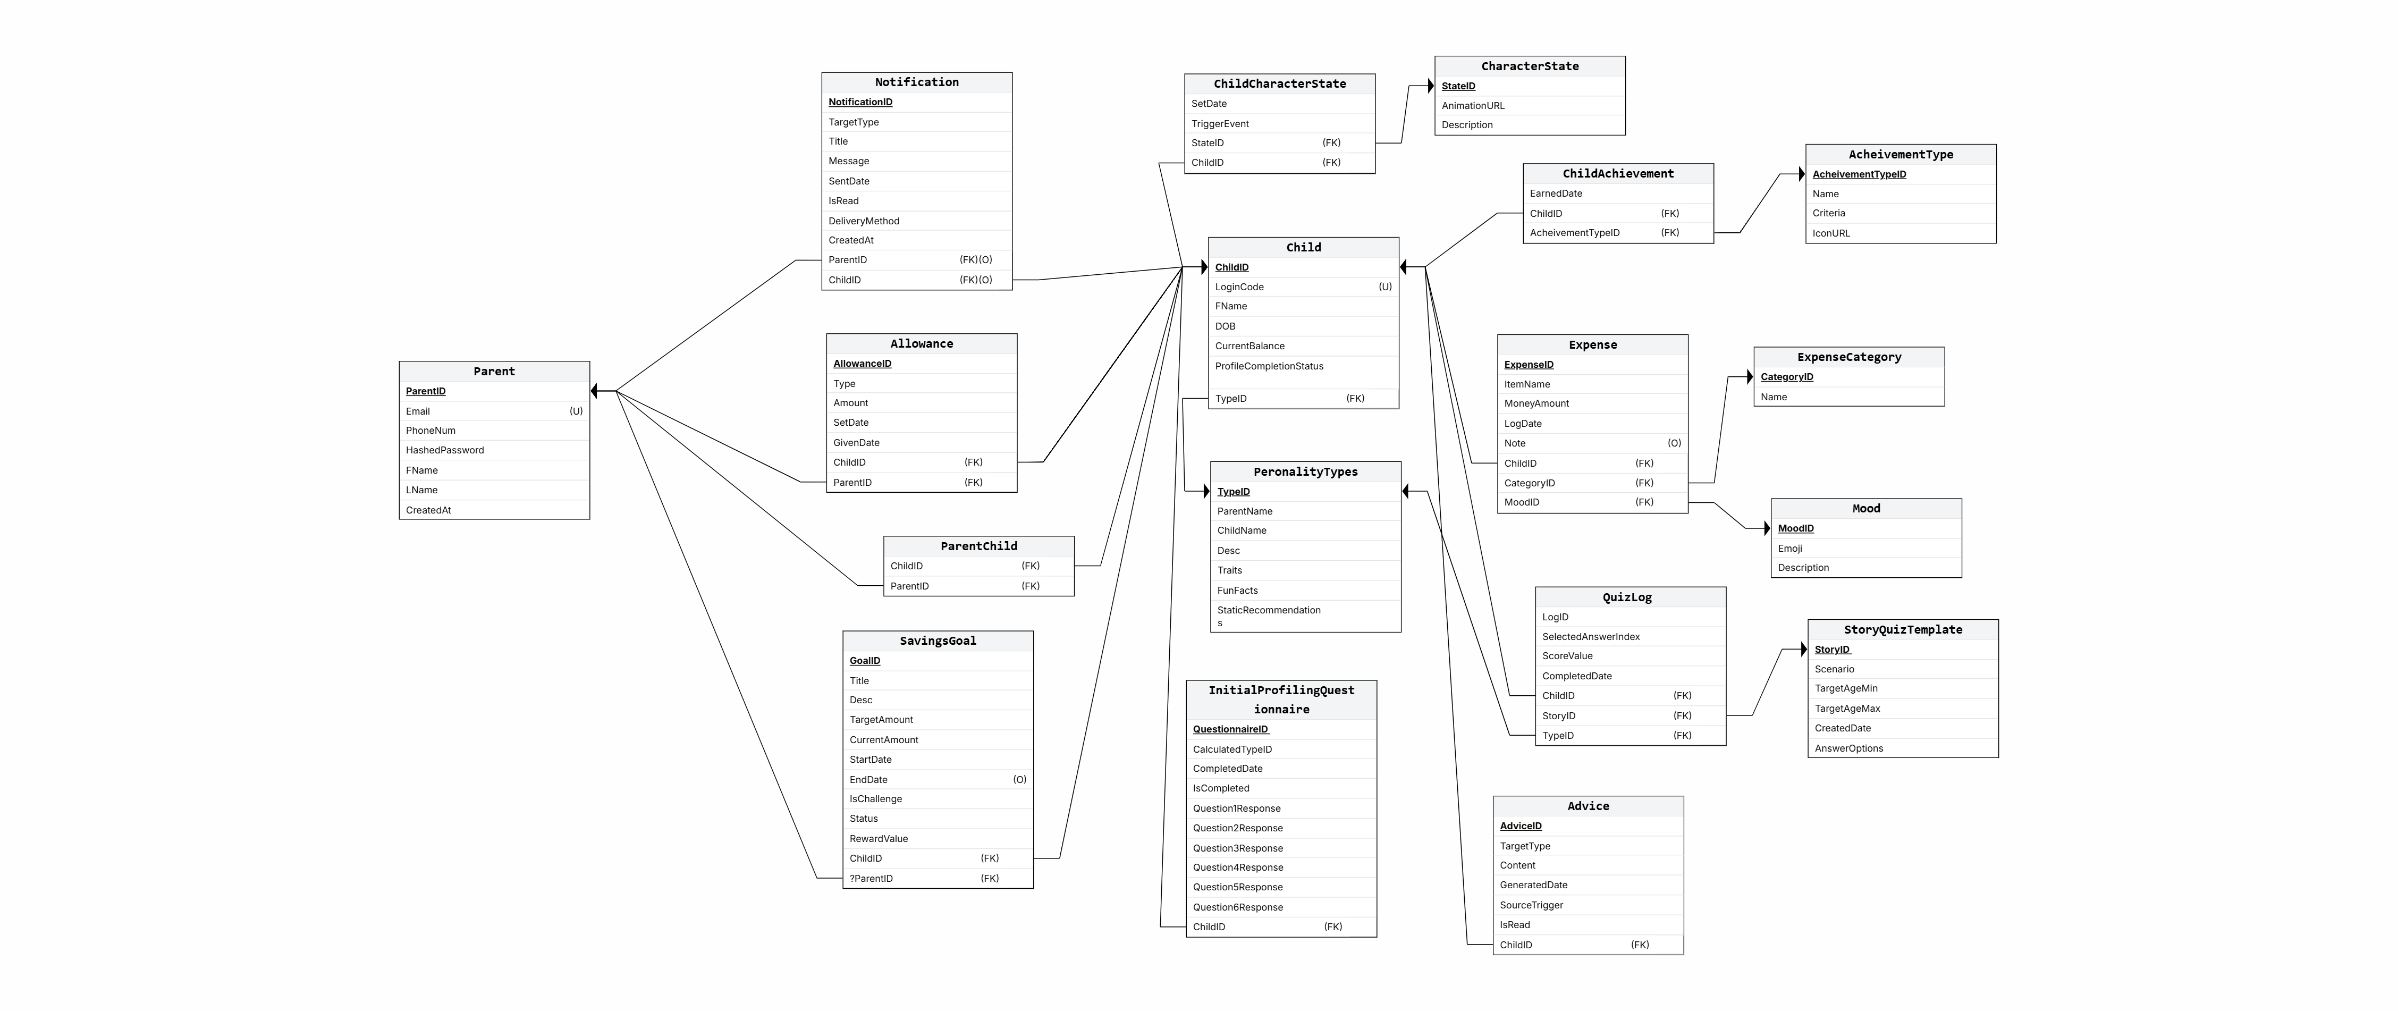 Notification
NotificationID
TargetType
Title
Message
SentDate
IsRead
DeliveryMethod
CreatedAt
ParentID (FK)(O)
ChildID (FK)(O)
ChildCharacterState
SetDate
TriggerEvent
StateID (FK)
ChildID (FK)
CharacterState
StateID
AnimationURL
Description
ChildAchievement
EarnedDate
ChildID (FK)
AcheivementTypeID (FK)
AcheivementType
AcheivementTypeID
Name
Criteria
IconURL
Parent
ParentID
Email (U)
PhoneNum
HashedPassword
FName
LName
CreatedAt
Allowance
AllowanceID
Type
Amount
SetDate
GivenDate
ChildID (FK)
ParentID (FK)
Child
ChildID
LoginCode (U)
FName
DOB
CurrentBalance
ProfileCompletionStatus
TypeID (FK)
Expense
ExpenseID
ItemName
MoneyAmount
LogDate
Note (O)
ChildID (FK)
CategoryID (FK)
MoodID (FK)
ExpenseCategory
CategoryID
Name
ParentChild
ChildID (FK)
ParentID (FK)
PeronalityTypes
TypeID
ParentName
ChildName
Desc
Traits
FunFacts
StaticRecommendation
s
Mood
MoodID
Emoji
Description
SavingsGoal
GoalID
Title
Desc
TargetAmount
CurrentAmount
StartDate
EndDate (O)
IsChallenge
Status
RewardValue
ChildID (FK)
?ParentID (FK)
InitialProfilingQuest
ionnaire
QuestionnaireID
CalculatedTypeID
CompletedDate
IsCompleted
Question1Response
Question2Response
Question3Response
Question4Response
Question5Response
Question6Response
ChildID (FK)
QuizLog
LogID
SelectedAnswerIndex
ScoreValue
CompletedDate
ChildID (FK)
StoryID (FK)
TypeID (FK)
StoryQuizTemplate
StoryID
Scenario
TargetAgeMin
TargetAgeMax
CreatedDate
AnswerOptions
Advice
AdviceID
TargetType
Content
GeneratedDate
SourceTrigger
IsRead
ChildID (FK)